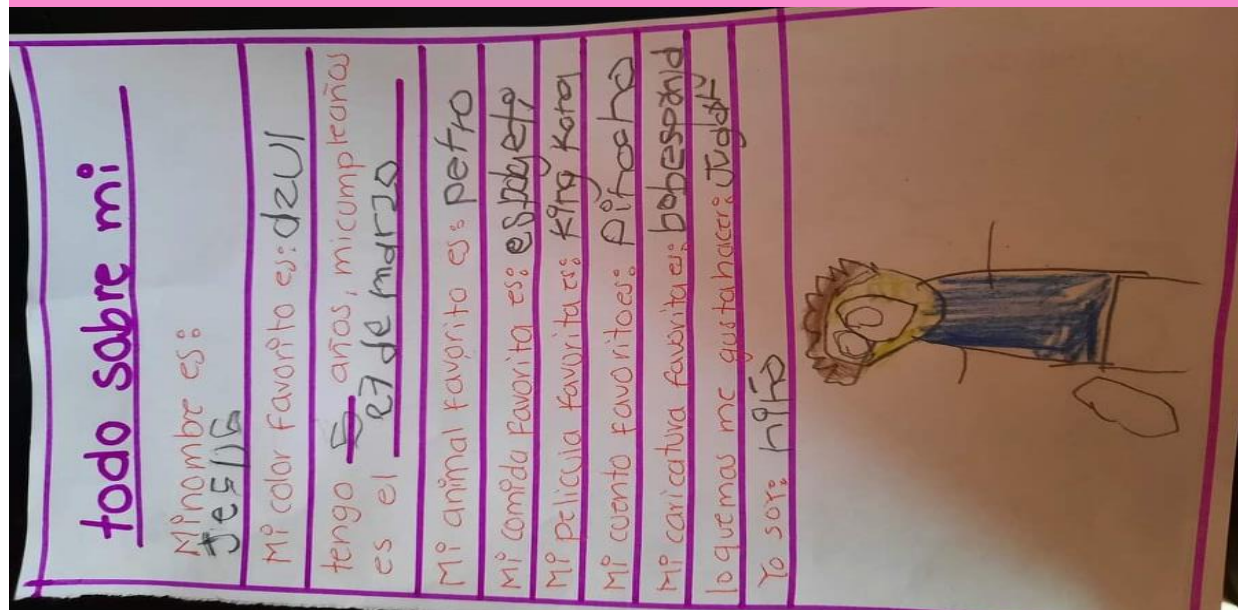 todo sobre mi
Mi nombre es:
Jesus
Mi color favorito es: azul
tengo 5 años, mi cumpleaños
es el 27 de marzo
Mi animal favorito es: petro
Mi comida favorita es: espagueti
Mi pelicula favorita es: King Kong
Mi cuento favorito es: Pinocho
Mi caricatura favorita es: bobesponja
lo que mas me gusta hacer: Jugar
Yo sor: niño